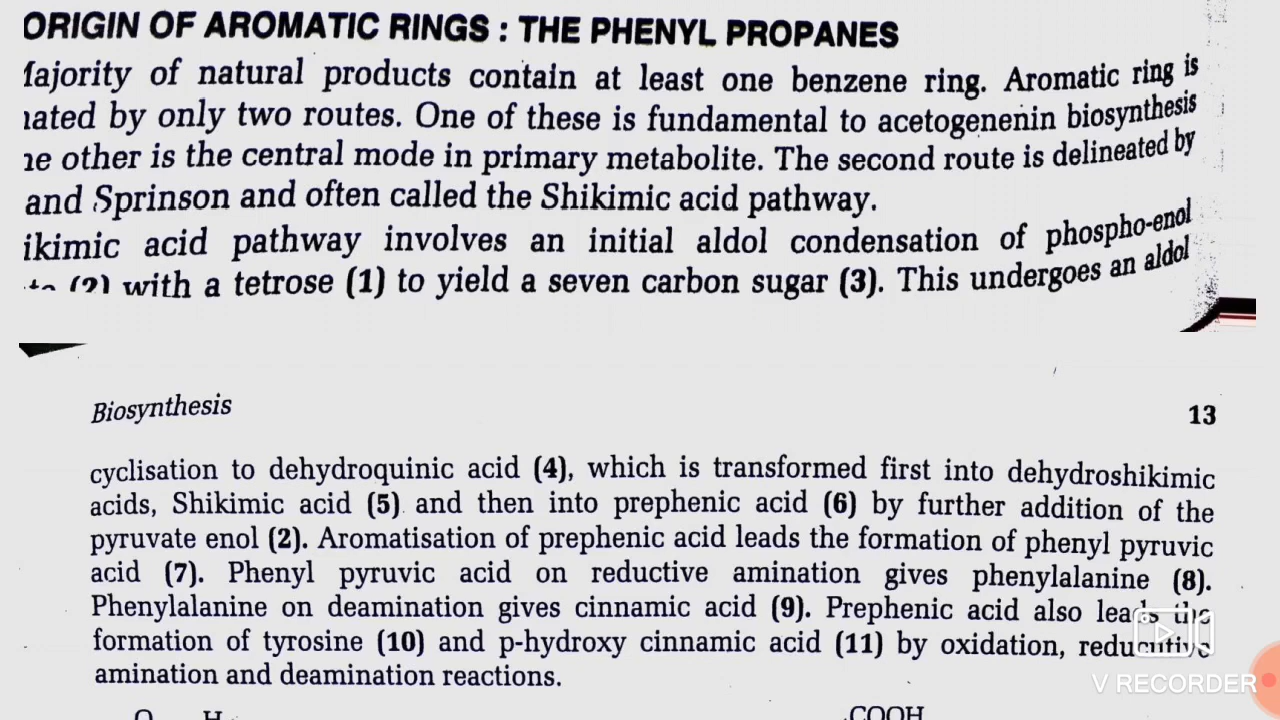 ORIGIN OF AROMATIC RINGS : THE PHENYL PROPANES
ajority of natural products contain at least one benzene ring. Aromatic ring is
ated by only two routes. One of these is fundamental to acetogenenin biosynthesis
e other is the central mode in primary metabolite. The second route is delineated by
and Sprinson and often called the Shikimic acid pathway.
ikimic acid pathway involves an initial aldol condensation of phospho-enol
(2) with a tetrose (1) to yield a seven carbon sugar (3). This undergoes an aldol
Biosynthesis
13
cyclisation to dehydroquinic acid (4), which is transformed first into dehydroshikimic
acids, Shikimic acid (5) and then into prephenic acid (6) by further addition of the
pyruvate enol (2). Aromatisation of prephenic acid leads the formation of phenyl pyruvic
acid (7). Phenyl pyruvic acid on reductive amination gives phenylalanine (8).
Phenylalanine on deamination gives cinnamic acid (9). Prephenic acid also leads the
formation of tyrosine (10) and p-hydroxy cinnamic acid (11) by oxidation, reducutive
amination and deamination reactions.
O H
COOH
V RECORDER